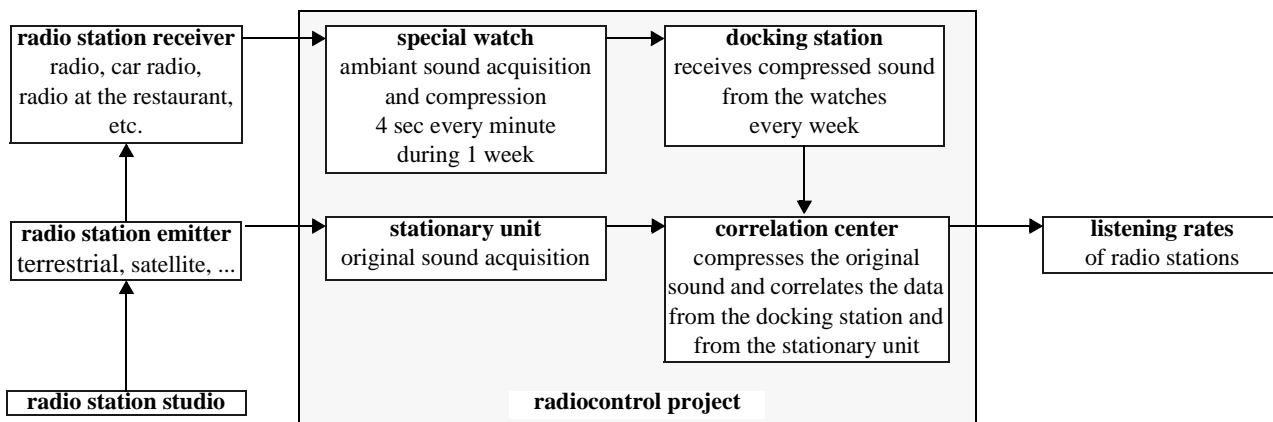 radio station receiver
radio, car radio,
radio at the restaurant,
etc.
special watch
ambiant sound acquisition
and compression
4 sec every minute
during 1 week
docking station
receives compressed sound
from the watches
every week
radio station emitter
terrestrial, satellite, ...
stationary unit
original sound acquisition
correlation center
compresses the original
sound and correlates the data
from the docking station and
from the stationary unit
listening rates
of radio stations
radio station studio
radiocontrol project